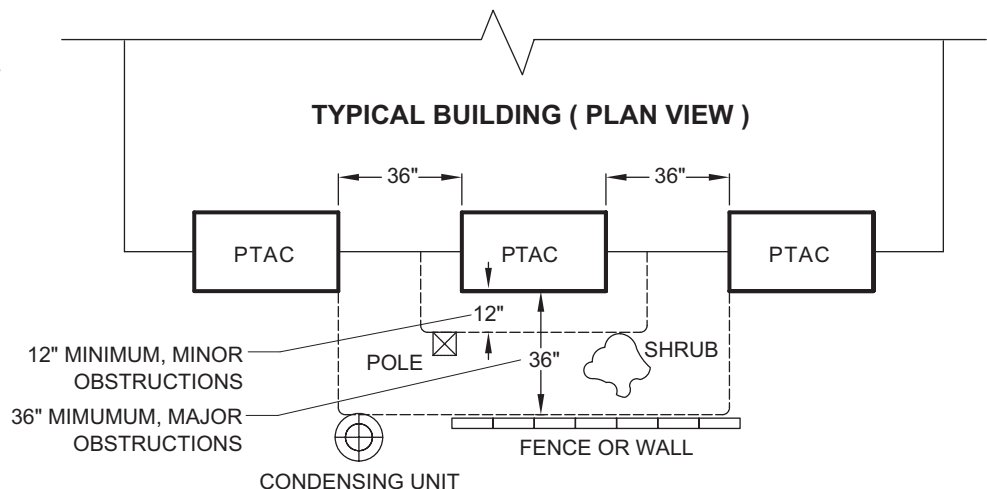 TYPICAL BUILDING ( PLAN VIEW )
36"
36"
PTAC
PTAC
PTAC
12"
12" MINIMUM, MINOR
OBSTRUCTIONS
POLE
36"
SHRUB
36" MIMUMUM, MAJOR
OBSTRUCTIONS
FENCE OR WALL
CONDENSING UNIT